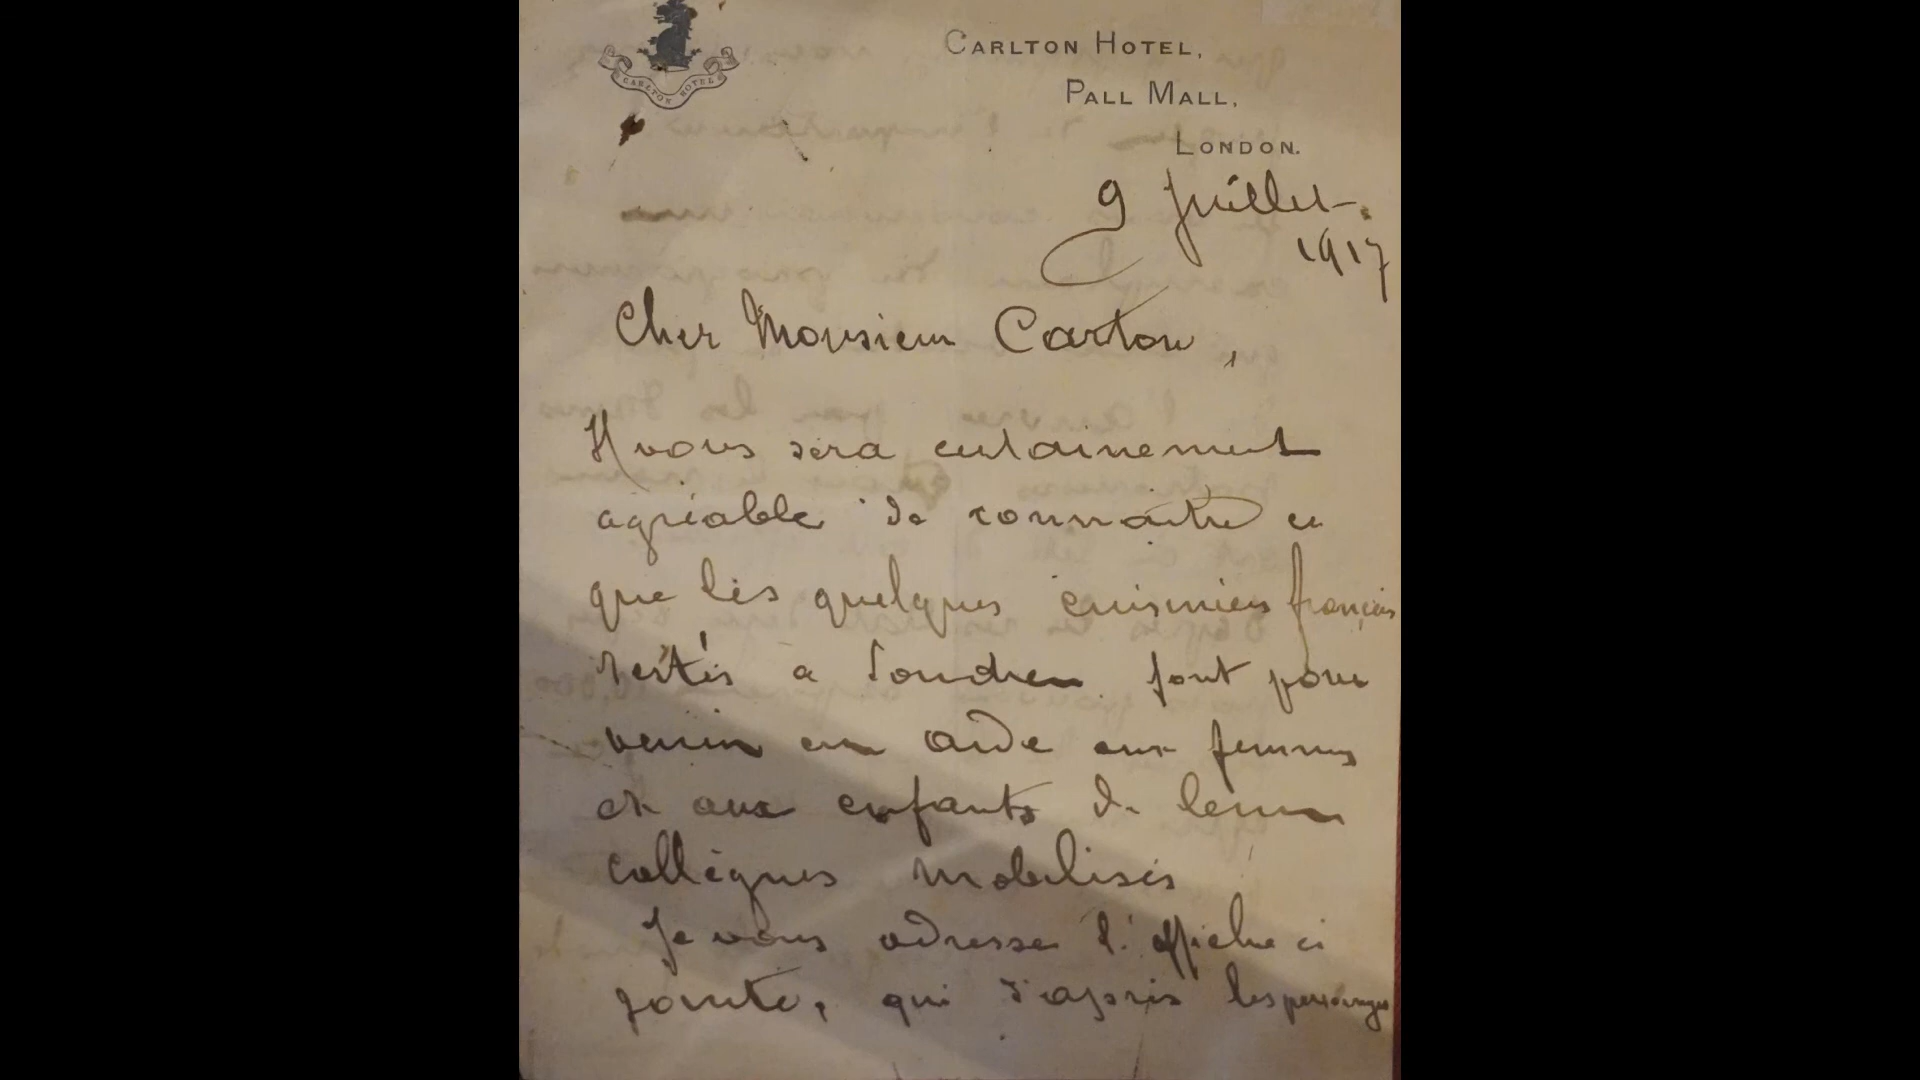 CARLTON HOTEL
CARLTON HOTEL,
PALL MALL,
LONDON.
9 Juillet.
1917
Cher Monsieur Carton,
Il vous sera certainement
agréable de connaître ce
que les quelques cuisiniers français
restés à Londres font pour
venir en aide aux femmes
et aux enfants de leurs
collègues mobilisés
Je vous adresse l'affiche ci
jointe, qui d'après les personnages